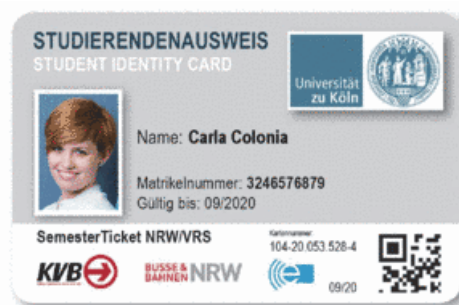 STUDIERENDENAUSWEIS
STUDENT IDENTITY CARD
Universität
zu Köln
Name: Carla Colonia
Matrikelnummer: 3246576879
Gültig bis: 09/2020
SemesterTicket NRW/VRS
Kartennummer:
104-20.053.528-4
KVB
BUSSE &
BAHNEN NRW
09/20